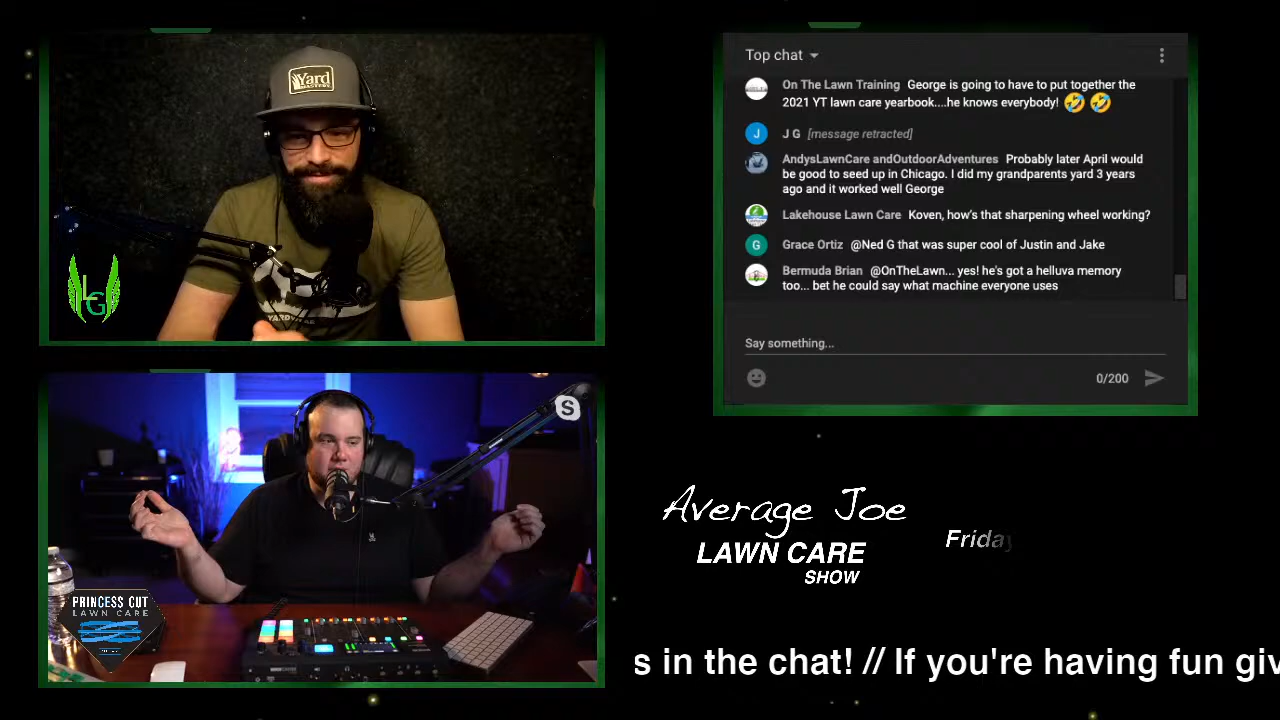 Yard
MASTERY
LG
S
PRINCESS CUT
LAWN CARE
Top chat
On The Lawn Training George is going to have to put together the
2021 YT lawn care yearbook....he knows everybody! 🤣 🤣
J
J G [message retracted]
AndysLawnCare andOutdoorAdventures Probably later April would
be good to seed up in Chicago. I did my grandparents yard 3 years
ago and it worked well George
Lakehouse Lawn Care Koven, how's that sharpening wheel working?
G
Grace Ortiz @Ned G that was super cool of Justin and Jake
Bermuda Brian @OnTheLawn... yes! he's got a helluva memory
too... bet he could say what machine everyone uses
Say something...
0/200
Average Joe
LAWN CARE
SHOW
Friday
s in the chat! // If you're having fun giv